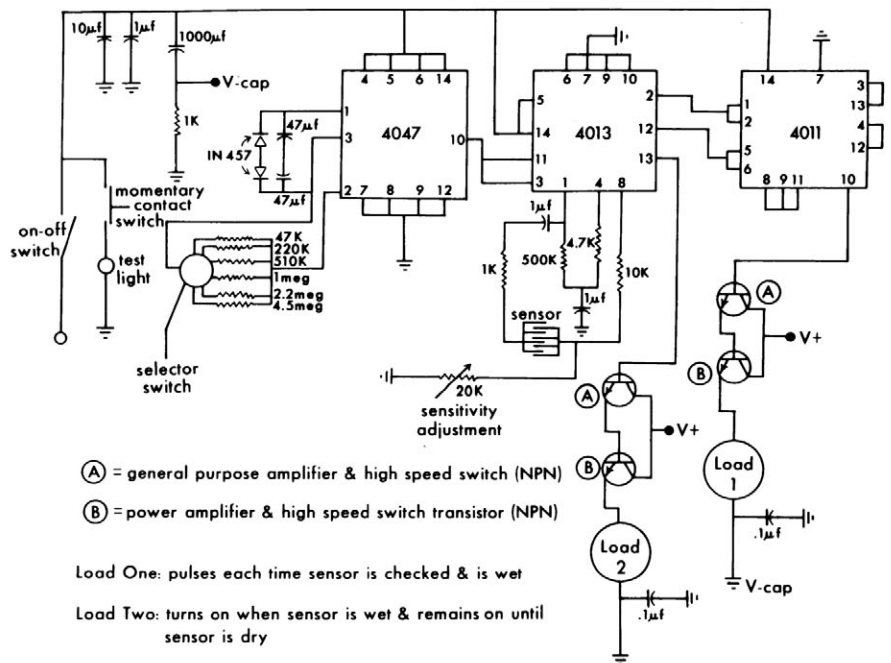 10µf 1µf
1000µf
V-cap
1K
IN 457
47µf
47µf
4 5 6 14
1
3
2
4047
10
7 8 9 12
6 7 9 10
5
14
11
3
4013
2
12
13
1 4 8
14 7
1
2
5
6
4011
3
13
4
12
8 9 11 10
on-off
switch
momentary
contact
switch
test
light
47K
220K
510K
1meg
2.2meg
4.5meg
selector
switch
1µf
1K
500K
4.7K
10K
1µf
sensor
20K
sensitivity
adjustment
A
B
V+
Load
1
.1µf
V-cap
A
B
V+
Load
2
.1µf
A = general purpose amplifier & high speed switch (NPN)
B = power amplifier & high speed switch transistor (NPN)
Load One: pulses each time sensor is checked & is wet
Load Two: turns on when sensor is wet & remains on until
sensor is dry